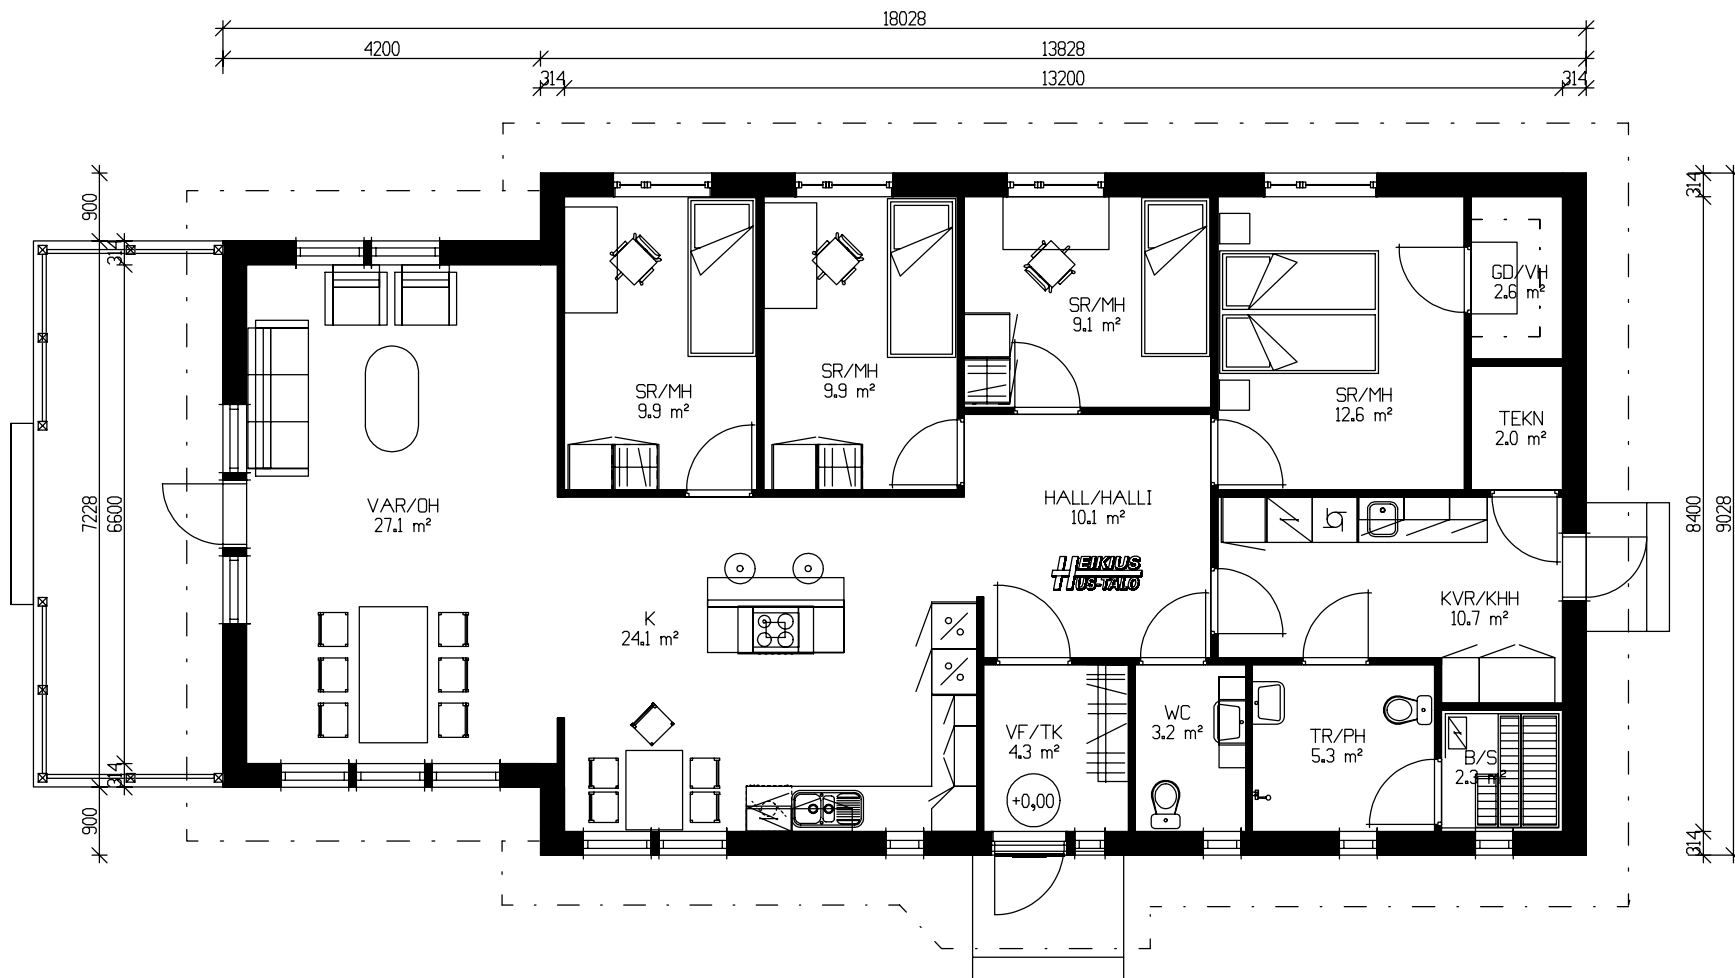 18028
4200
13828
314
13200
314
900
314
7228
6600
314
900
314
8400
9028
314
SR/MH
9.9 m²
SR/MH
9.9 m²
SR/MH
9.1 m²
SR/MH
12.6 m²
GD/VH
2.6 m²
TEKN
2.0 m²
VAR/OH
27.1 m²
HALL/HALLI
10.1 m²
HEIKIUS
HUS-TALO
K
24.1 m²
KVR/KHH
10.7 m²
VF/TK
4.3 m²
+0,00
WC
3.2 m²
TR/PH
5.3 m²
B/S
2.3 m²